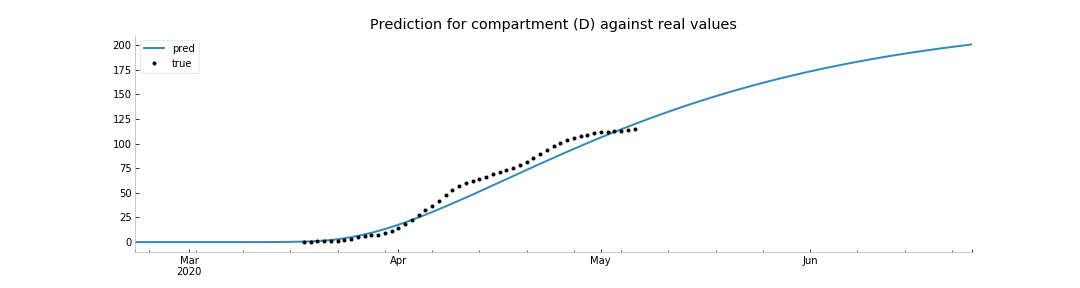 Prediction for compartment (D) against real values
pred
true
200
175
150
125
100
75
50
25
0
Mar
2020
Apr
May
Jun